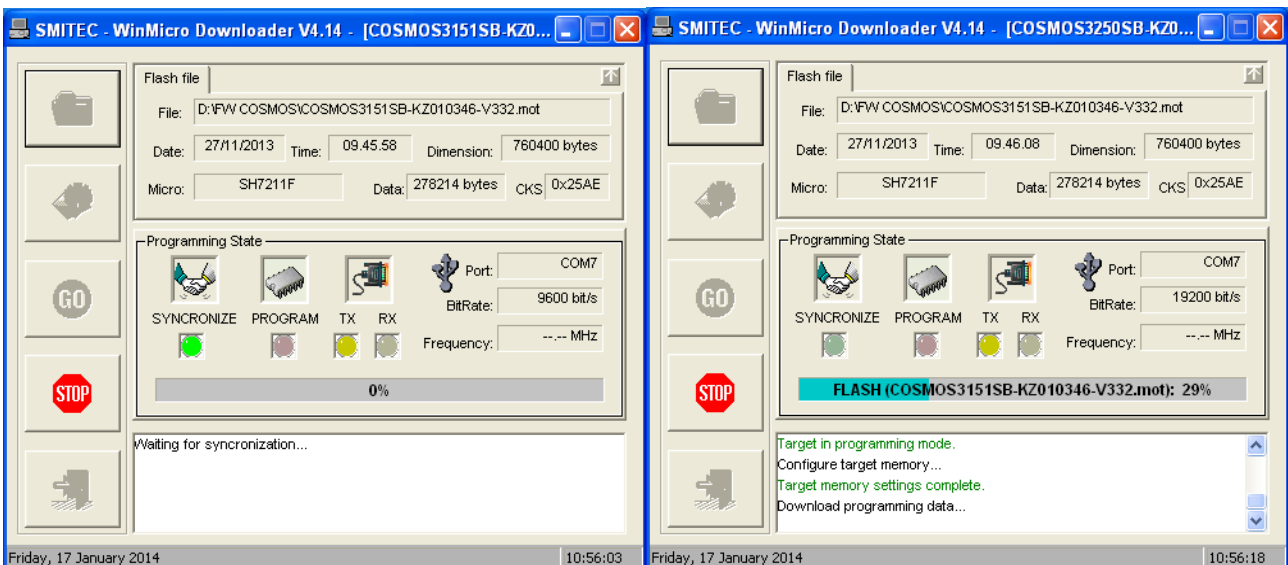 SMITEC - WinMicro Downloader V4.14 - [COSMOS3151SB-KZ0...
Flash file
File: D:\FW COSMOS\COSMOS3151SB-KZ010346-V332.mot
Date: 27/11/2013 Time: 09.45.58 Dimension: 760400 bytes
Micro: SH7211F Data: 278214 bytes CKS 0x25AE
Programming State
Port: COM7
GO
BitRate: 9600 bit/s
SYNCRONIZE PROGRAM TX RX
Frequency: --.-- MHz
STOP
0%
Waiting for syncronization...
Friday, 17 January 2014 10:56:03
SMITEC - WinMicro Downloader V4.14 - [COSMOS3250SB-KZ0...
Flash file
File: D:\FW COSMOS\COSMOS3151SB-KZ010346-V332.mot
Date: 27/11/2013 Time: 09.46.08 Dimension: 760400 bytes
Micro: SH7211F Data: 278214 bytes CKS 0x25AE
Programming State
Port: COM7
GO
BitRate: 19200 bit/s
SYNCRONIZE PROGRAM TX RX
Frequency: --.-- MHz
STOP
FLASH (COSMOS3151SB-KZ010346-V332.mot): 29%
Target in programming mode.
Configure target memory...
Target memory settings complete.
Download programming data...
Friday, 17 January 2014 10:56:18